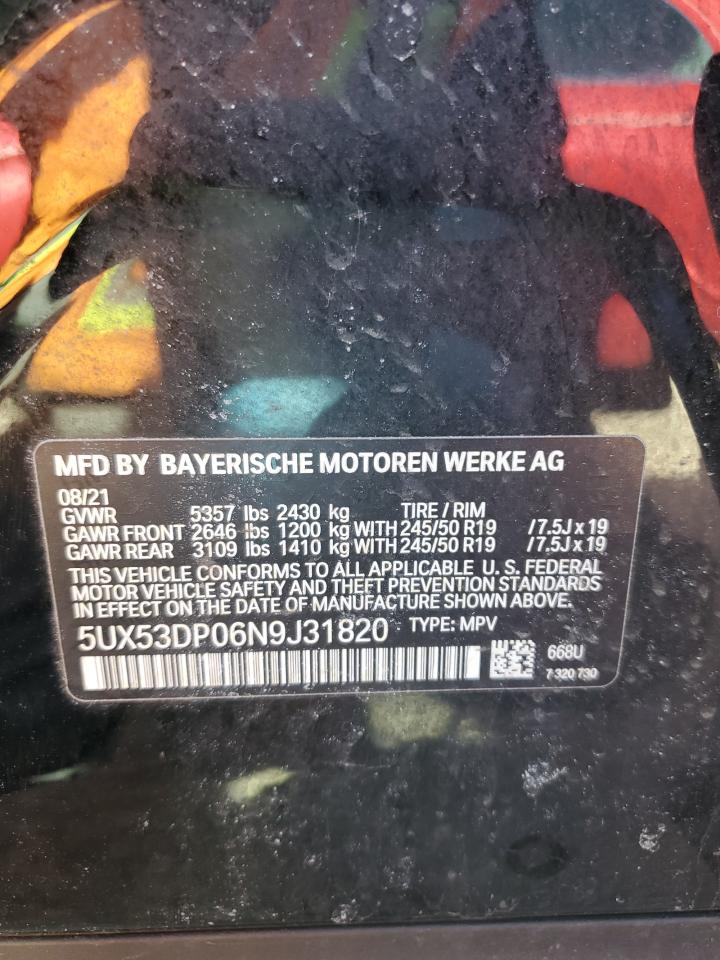 MFD BY BAYERISCHE MOTOREN WERKE AG
08/21
GVWR 5357 lbs 2430 kg TIRE / RIM
GAWR FRONT 2646 lbs 1200 kg WITH 245/50 R19 /7.5J x 19
GAWR REAR 3109 lbs 1410 kg WITH 245/50 R19 /7.5J x 19
THIS VEHICLE CONFORMS TO ALL APPLICABLE U. S. FEDERAL
MOTOR VEHICLE SAFETY AND THEFT PREVENTION STANDARDS
IN EFFECT ON THE DATE OF MANUFACTURE SHOWN ABOVE.
5UX53DP06N9J31820 TYPE: MPV
668U
7 320 730